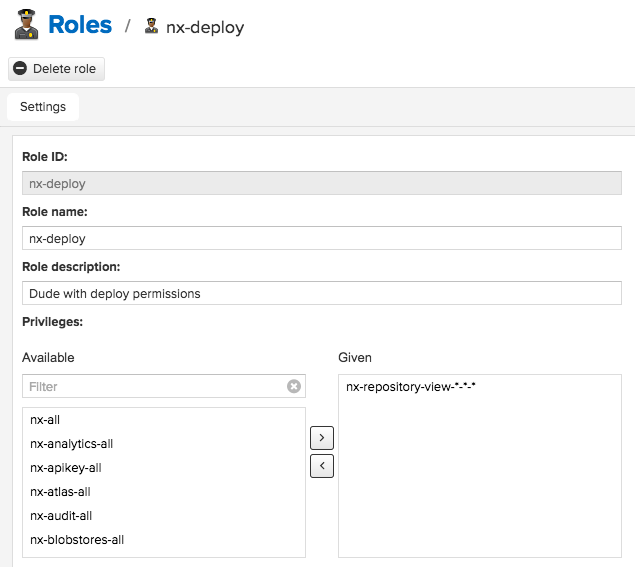 Roles / nx-deploy
Delete role
Settings
Role ID:
nx-deploy
Role name:
nx-deploy
Role description:
Dude with deploy permissions
Privileges:
Available Given
Filter nx-repository-view-*-*-*
nx-all
nx-analytics-all
nx-apikey-all
nx-atlas-all
nx-audit-all
nx-blobstores-all